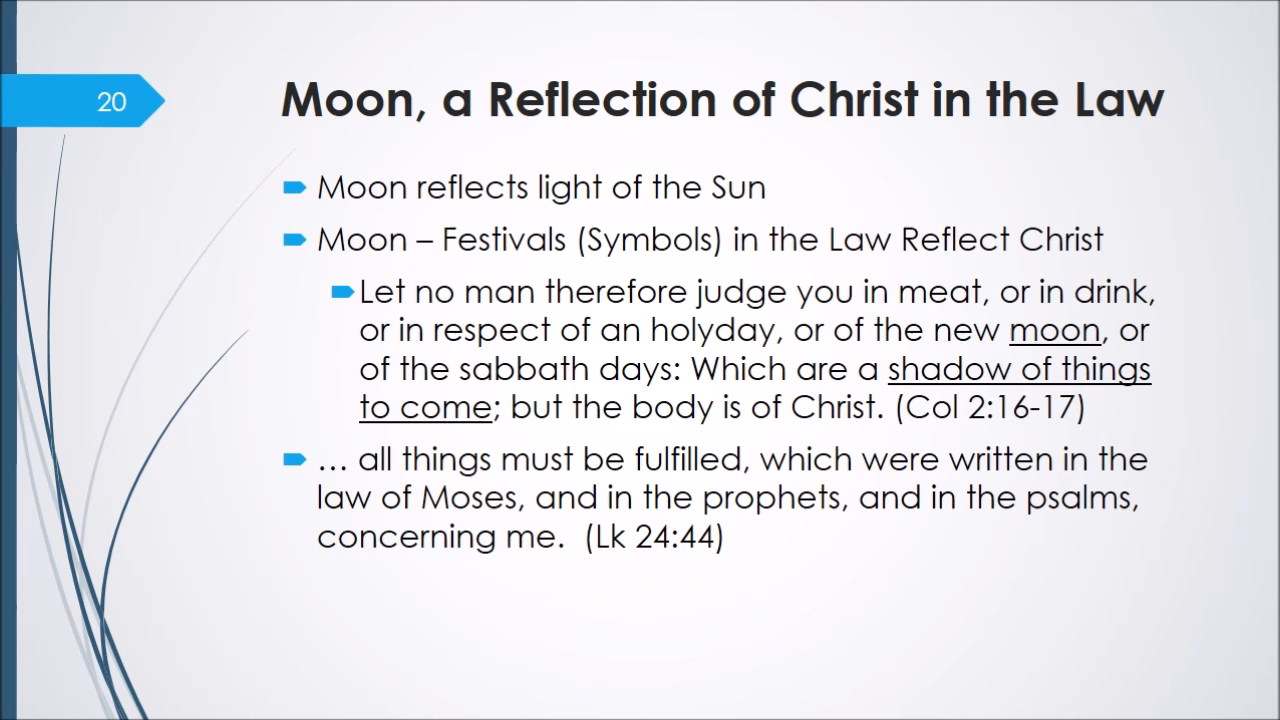 20
Moon, a Reflection of Christ in the Law
Moon reflects light of the Sun
Moon – Festivals (Symbols) in the Law Reflect Christ
Let no man therefore judge you in meat, or in drink,
or in respect of an holyday, or of the new moon, or
of the sabbath days: Which are a shadow of things
to come; but the body is of Christ. (Col 2:16-17)
… all things must be fulfilled, which were written in the
law of Moses, and in the prophets, and in the psalms,
concerning me.  (Lk 24:44)